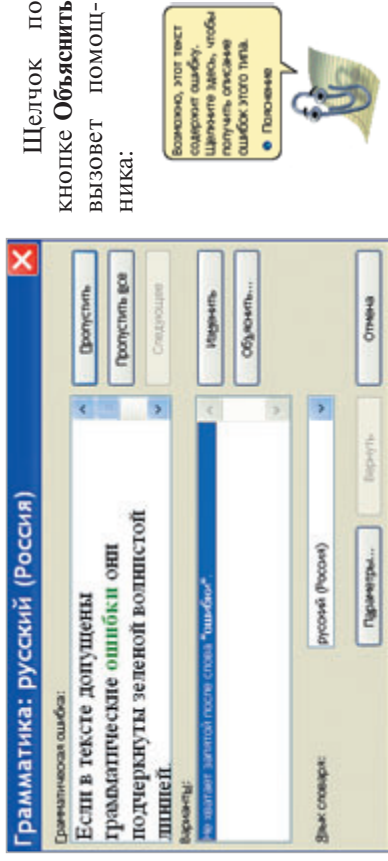 Грамматика: русский (Россия)
Грамматическая ошибка:
Если в тексте допущены
грамматические ошибки они
подчеркнуты зеленой волнистой
линией.
Пропустить
Пропустить все
Следующее
Варианты:
Не хватает запятой после слова "ошибки".
Изменить
Объяснить...
Язык словаря:
русский (Россия)
Параметры...
Вернуть
Отмена
Щелчок по
кнопке Объяснить
вызовет помощ-
ника:
Возможно, этот текст
содержит ошибку.
Щелкните здесь, чтобы
получить описание
ошибок этого типа.
Пояснение